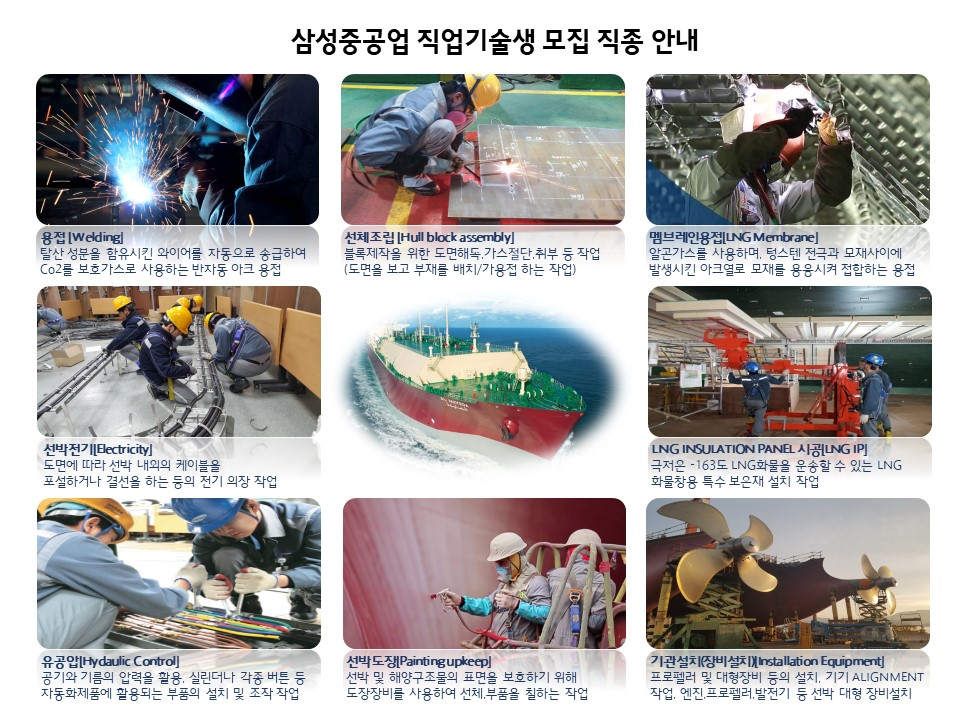 삼성중공업 직업기술생 모집 직종 안내
용접 [Welding]
탈산 성분을 함유시킨 와이어를 자동으로 송급하여
Co2를 보호가스로 사용하는 반자동 아크 용접
선체조립 [Hull block assembly]
블록제작을 위한 도면해독,가스절단,취부 등 작업
(도면을 보고 부재를 배치/가용접 하는 작업)
멤브레인용접[LNG Membrane]
알곤가스를 사용하며, 텅스텐 전극과 모재사이에
발생시킨 아크열로 모재를 용융시켜 접합하는 용접
선박전기[Electricity]
도면에 따라 선박 내외의 케이블을
포설하거나 결선을 하는 등의 전기 의장 작업
LNG INSULATION PANEL 시공[LNG IP]
극저온 -163도 LNG화물을 운송할 수 있는 LNG
화물창용 특수 보온재 설치 작업
유공압[Hydaulic Control]
공기와 기름의 압력을 활용, 실린더나 각종 버튼 등
자동화제품에 활용되는 부품의 설치 및 조작 작업
선박도장[Painting upkeep]
선박 및 해양구조물의 표면을 보호하기 위해
도장장비를 사용하여 선체,부품을 칠하는 작업
기관설치(장비설치)[Installation Equipment]
프로펠러 및 대형장비 등의 설치, 기기 ALIGNMENT
작업, 엔진,프로펠러,발전기 등 선박 대형 장비설치